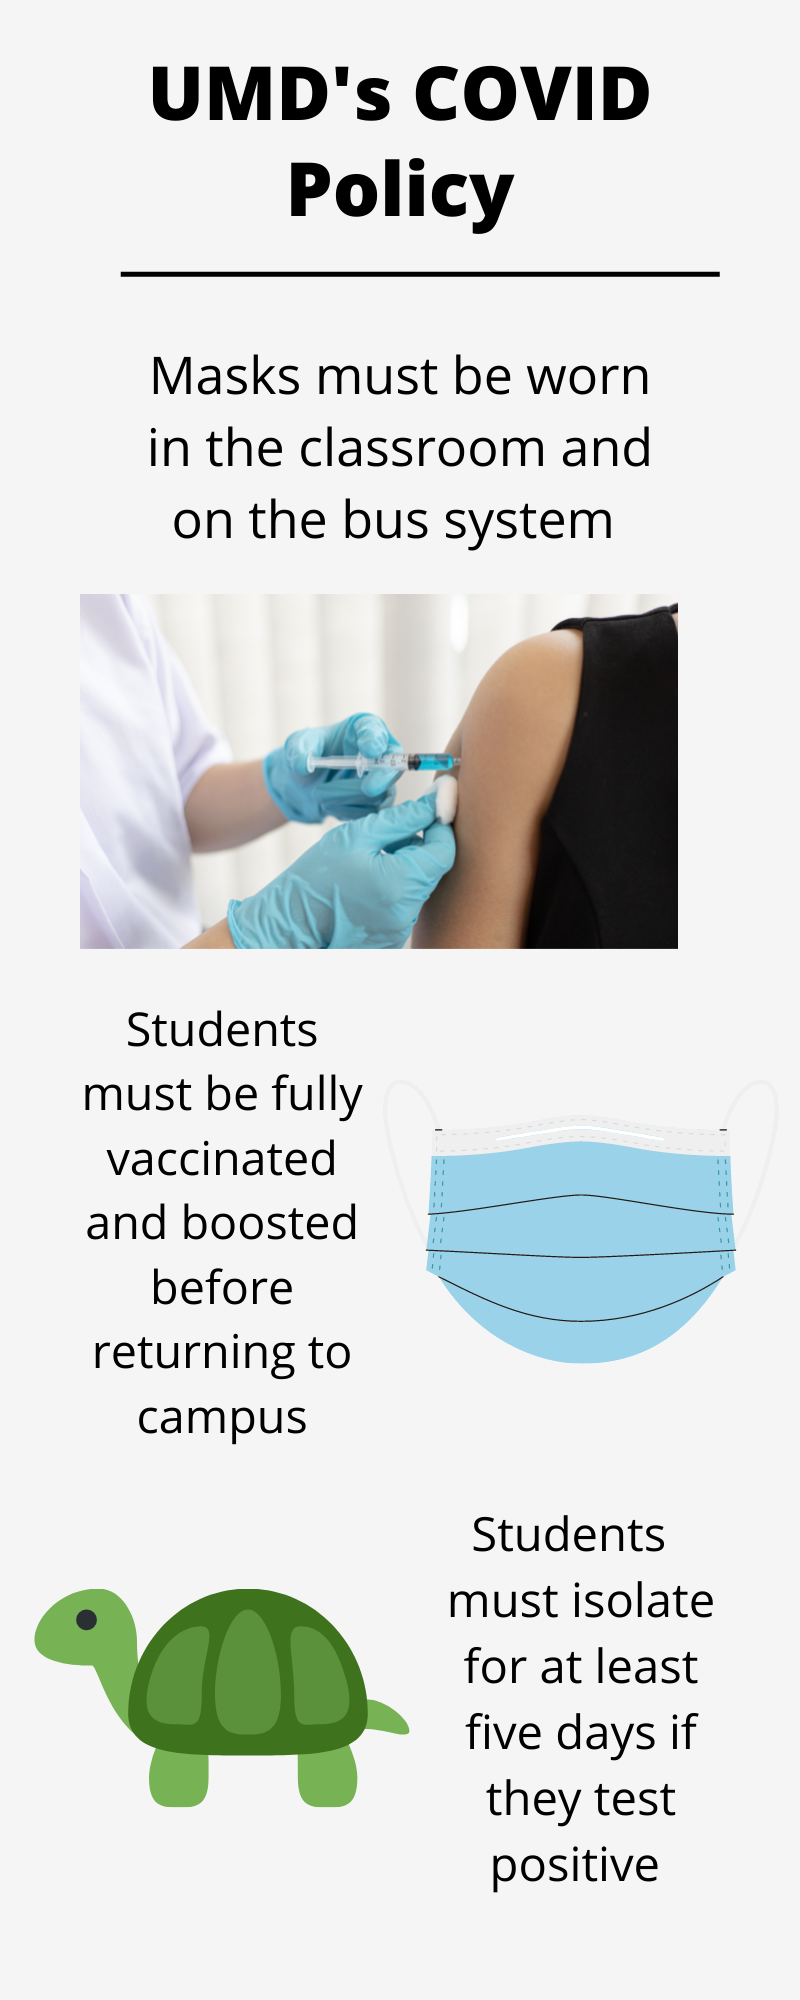 UMD's COVID
Policy
Masks must be worn
in the classroom and
on the bus system
Students
must be fully
vaccinated
and boosted
before
returning to
campus
Students
must isolate
for at least
five days if
they test
positive